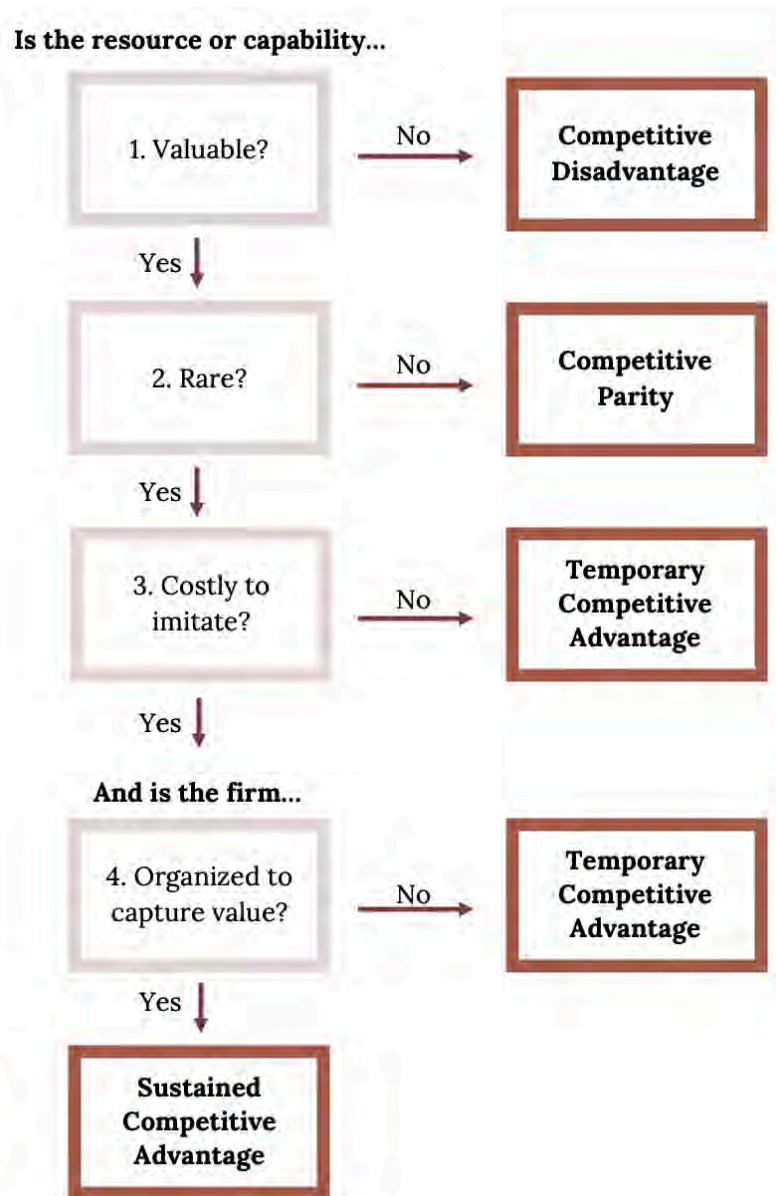 Is the resource or capability...
1. Valuable?
No
Competitive
Disadvantage
Yes
2. Rare?
No
Competitive
Parity
Yes
3. Costly to
imitate?
No
Temporary
Competitive
Advantage
Yes
And is the firm...
4. Organized to
capture value?
No
Temporary
Competitive
Advantage
Yes
Sustained
Competitive
Advantage